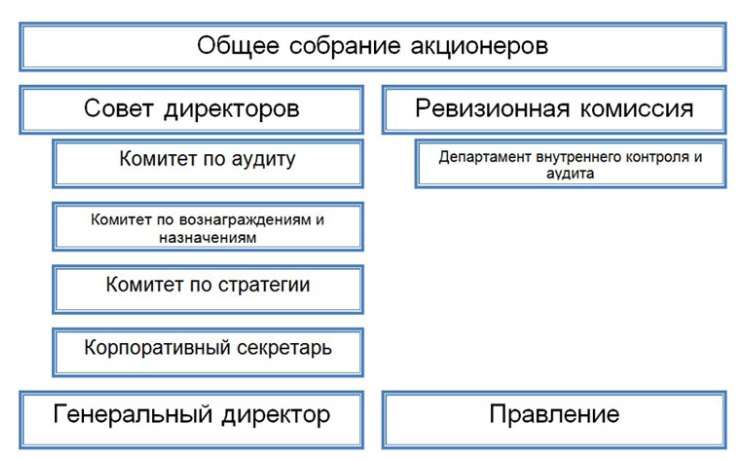 Общее собрание акционеров
Совет директоров
Ревизионная комиссия
Комитет по аудиту
Департамент внутреннего контроля и
аудита
Комитет по вознаграждениям и
назначениям
Комитет по стратегии
Корпоративный секретарь
Генеральный директор
Правление